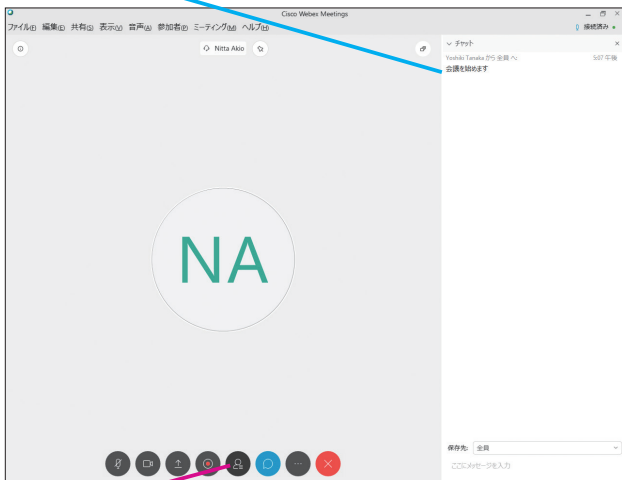 Cisco Webex Meetings
ファイル(F) 編集(E) 共有(S) 表示(V) 音声(A) 参加者(P) ミーティング(M) ヘルプ(H)
接続済み
Nitta Akio
チャット
Yoshiki Tanaka から 全員 へ: 5:07 午後
会議を始めます
NA
保存先: 全員
ここにメッセージを入力